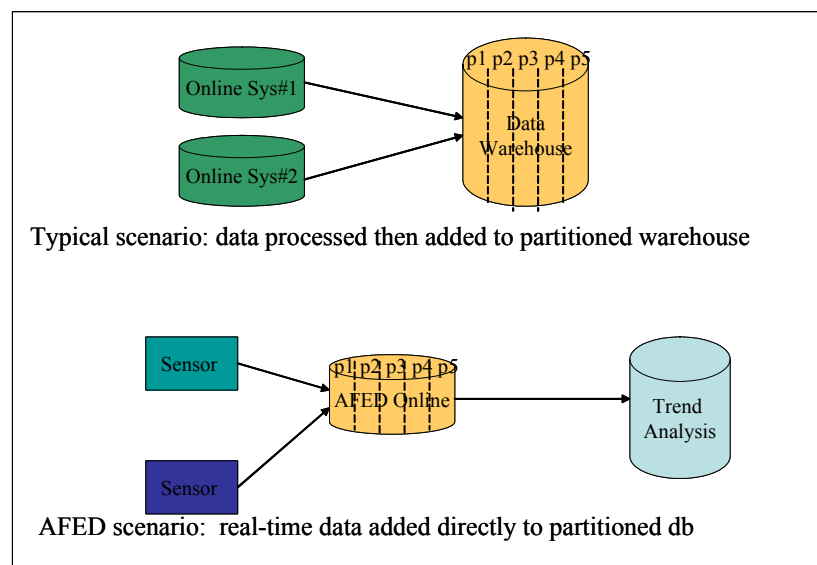 p1 p2 p3 p4 p5
Online Sys#1
Data
Warehouse
Online Sys#2
Typical scenario: data processed then added to partitioned warehouse
Sensor
p1 p2 p3 p4 p5
AFED Online
Trend
Analysis
Sensor
AFED scenario: real-time data added directly to partitioned db